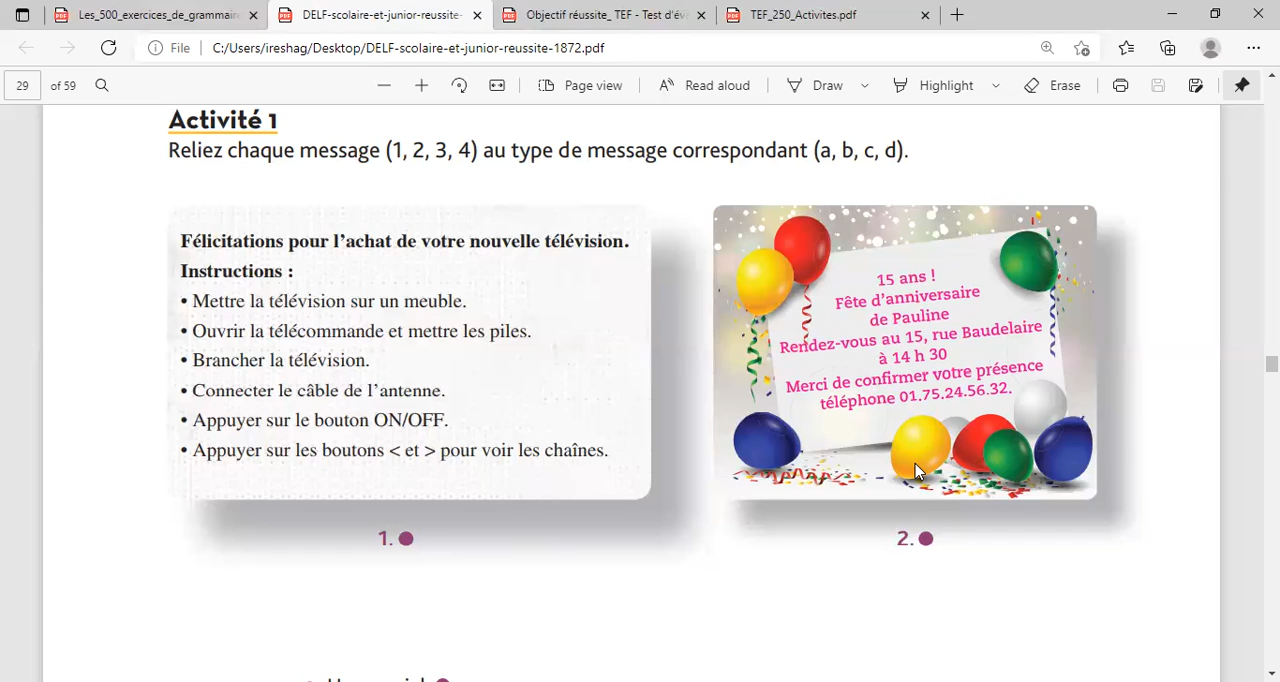 Les_500_exercices_de_grammair
DELF-scolaire-et-junior-reussite-
Objectif réussite_ TEF - Test d'éve
TEF_250_Activites.pdf
File
C:/Users/ireshag/Desktop/DELF-scolaire-et-junior-reussite-1872.pdf
29 of 59
Page view
Read aloud
Draw
Highlight
Erase
Activité 1
Reliez chaque message (1, 2, 3, 4) au type de message correspondant (a, b, c, d).
Félicitations pour l'achat de votre nouvelle télévision.
Instructions :
• Mettre la télévision sur un meuble.
• Ouvrir la télécommande et mettre les piles.
• Brancher la télévision.
• Connecter le câble de l'antenne.
• Appuyer sur le bouton ON/OFF.
• Appuyer sur les boutons < et > pour voir les chaînes.
1.
15 ans !
Fête d'anniversaire
de Pauline
Rendez-vous au 15, rue Baudelaire
à 14 h 30
Merci de confirmer votre présence
téléphone 01.75.24.56.32.
2.